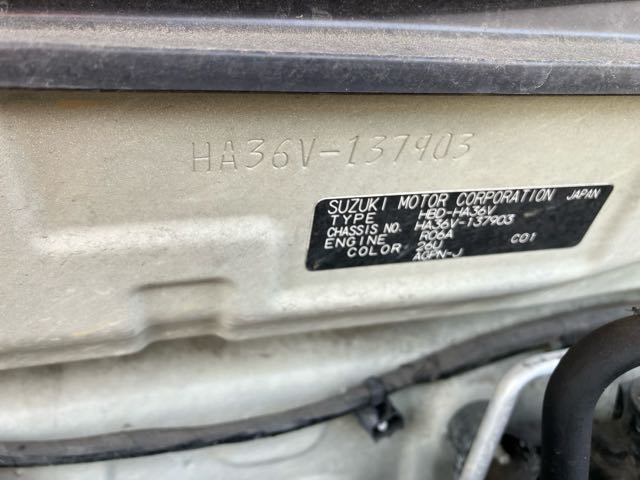 HA36V-137903
SUZUKI MOTOR CORPORATION JAPAN
TYPE HBD-HA36V
CHASSIS NO. HA36V-137903
ENGINE R06A
COLOR 26U C01
AGPN-J